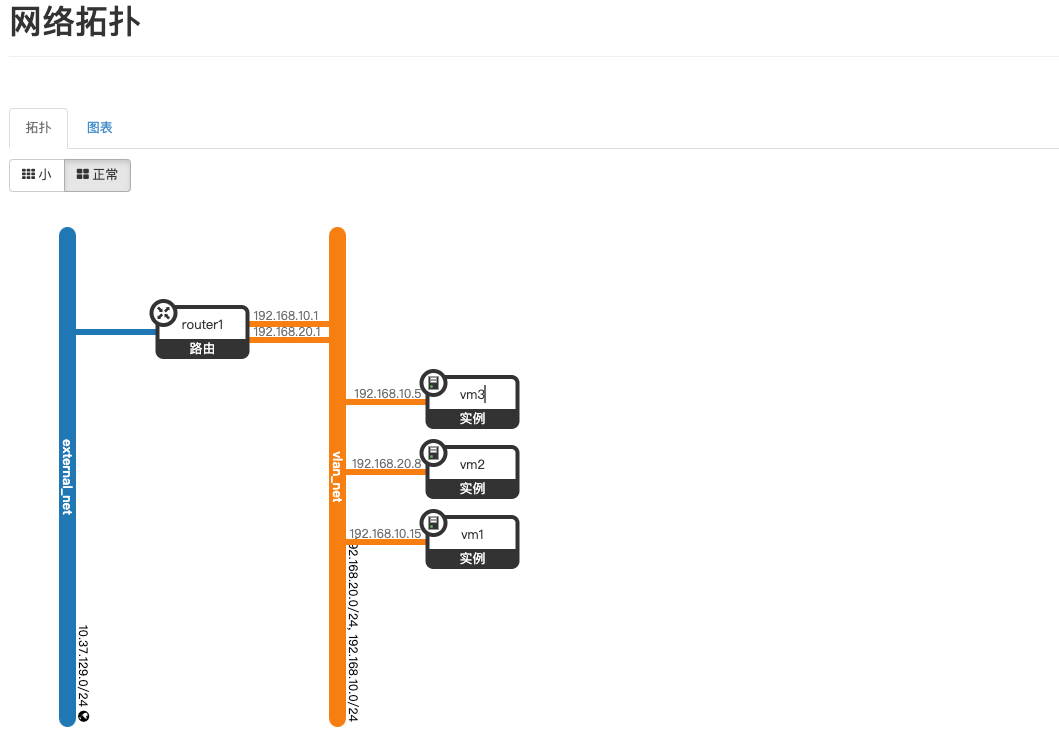 网络拓扑
拓扑
图表
小
正常
external_net
10.37.129.0/24
router1
路由
192.168.10.1
192.168.20.1
vlan_net
92.168.20.0/24, 192.168.10.0/24
192.168.10.5
vm3
实例
192.168.20.8
vm2
实例
192.168.10.15
vm1
实例